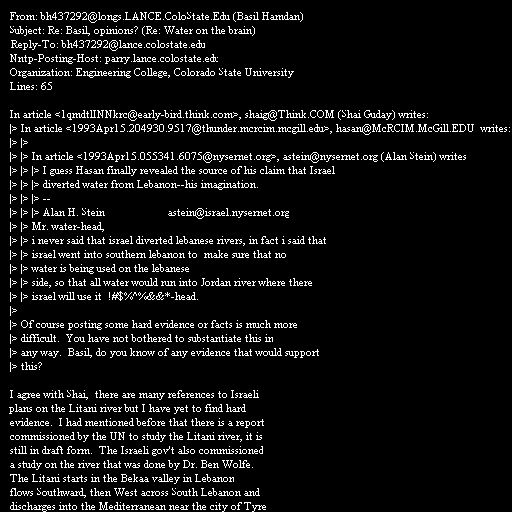 From: bh437292@longs.LANCE.ColoState.Edu (Basil Hamdan)
Subject: Re: Basil, opinions? (Re: Water on the brain)
Reply-To: bh437292@lance.colostate.edu
Nntp-Posting-Host: parry.lance.colostate.edu
Organization: Engineering College, Colorado State University
Lines: 65

In article <1qmdtlINNkrc@early-bird.think.com>, shaig@Think.COM (Shai Guday) writes:
|> In article <1993Apr15.204930.9517@thunder.mcrcim.mcgill.edu>, hasan@McRCIM.McGill.EDU  writes:
|> |>
|> |> In article <1993Apr15.055341.6075@nysernet.org>, astein@nysernet.org (Alan Stein) writes
|> |> |> I guess Hasan finally revealed the source of his claim that Israel
|> |> |> diverted water from Lebanon--his imagination.
|> |> |> --
|> |> |> Alan H. Stein                     astein@israel.nysernet.org
|> |> Mr. water-head,
|> |> i never said that israel diverted lebanese rivers, in fact i said that
|> |> israel went into southern lebanon to  make sure that no
|> |> water is being used on the lebanese
|> |> side, so that all water would run into Jordan river where there
|> |> israel will use it  !#$%^%&&*-head.
|>
|> Of course posting some hard evidence or facts is much more
|> difficult.  You have not bothered to substantiate this in
|> any way.  Basil, do you know of any evidence that would support
|> this?

I agree with Shai,  there are many references to Israeli
plans on the Litani river but I have yet to find hard
evidence.  I had mentioned before that there is a report
commissioned by the UN to study the Litani river, it is
still in draft form.  The Israeli gov't also commissioned
a study on the river that was done by Dr. Ben Wolfe.
The Litani starts in the Bekaa valley in Lebanon
flows Southward, then West across South Lebanon and
discharges into the Mediterranean near the city of Tyre